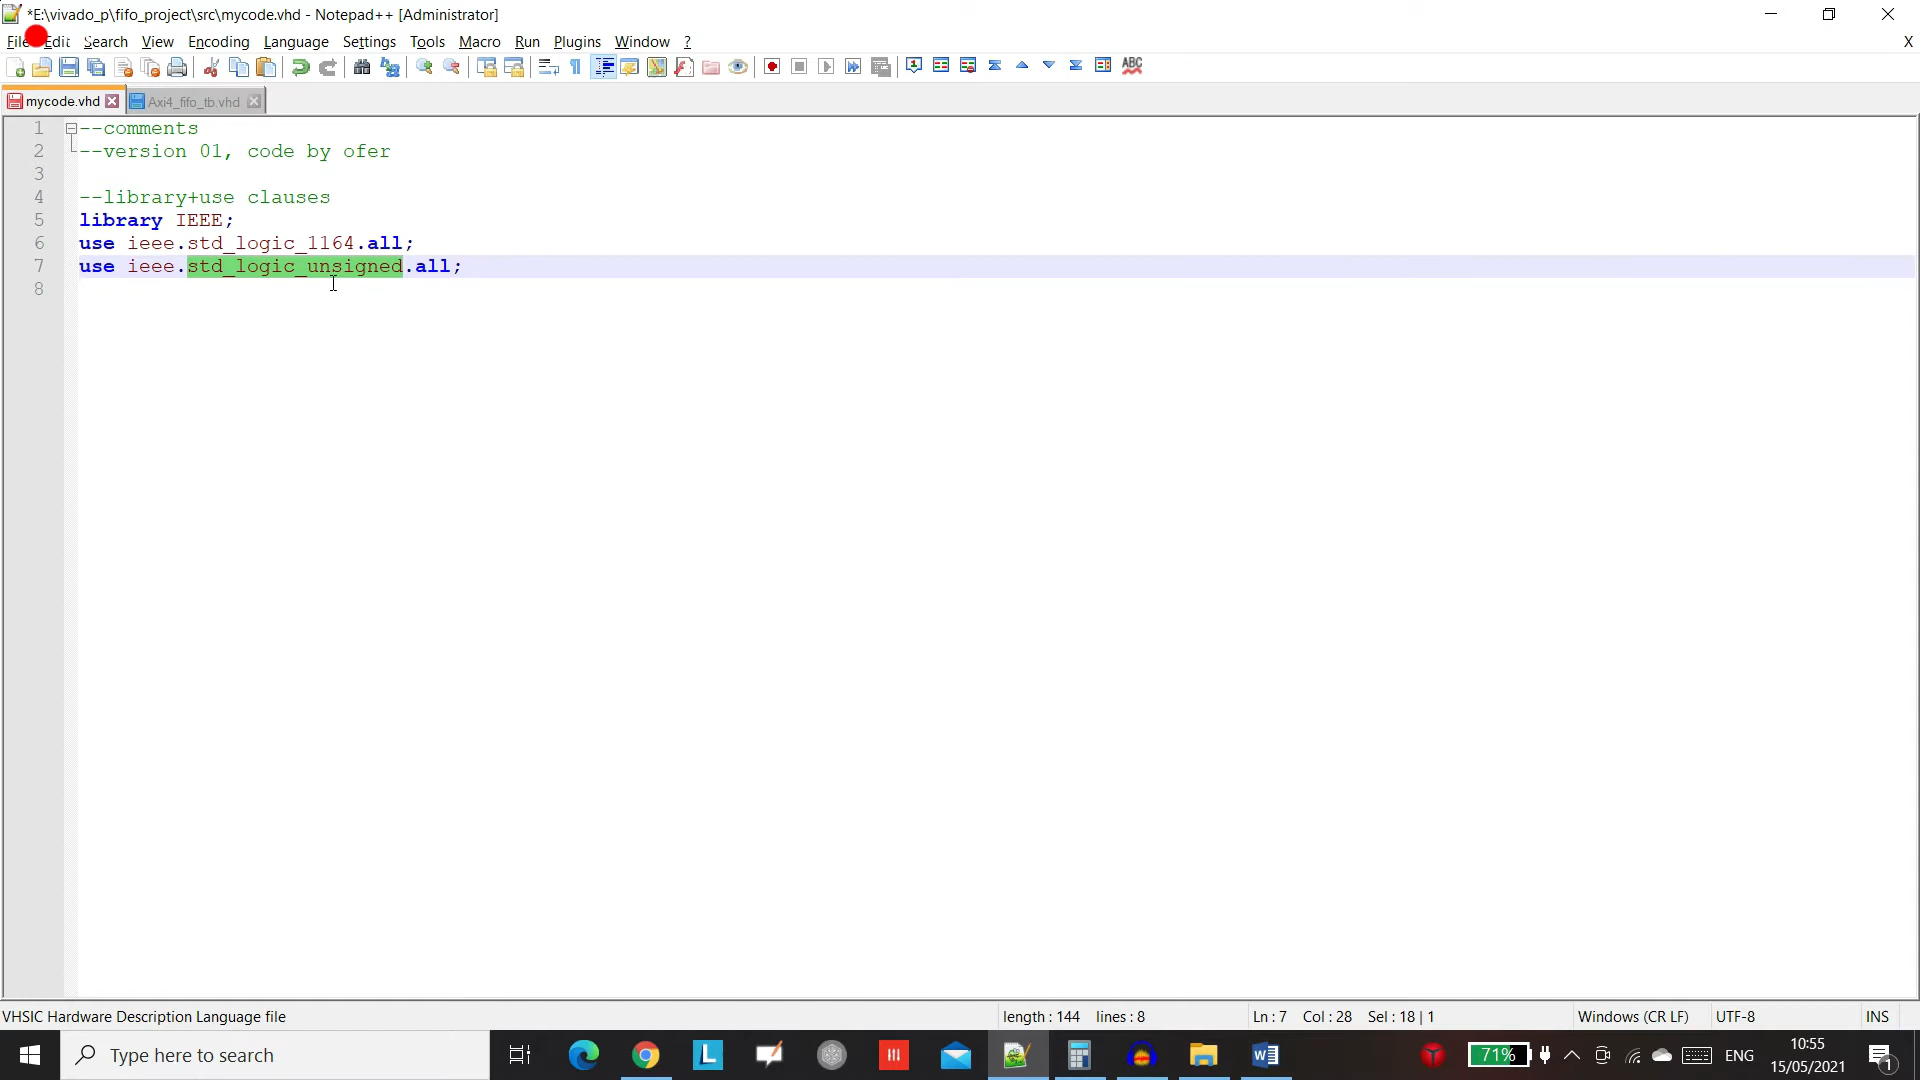 *E:\vivado_p\fifo_project\src\mycode.vhd - Notepad++ [Administrator]
File Edit Search View Encoding Language Settings Tools Macro Run Plugins Window ? X
mycode.vhd Axi4_fifo_tb.vhd
1 --comments
2 --version 01, code by ofer
3
4 --library+use clauses
5 library IEEE;
6 use ieee.std_logic_1164.all;
7 use ieee.std_logic_unsigned.all;
8
VHSIC Hardware Description Language file length : 144 lines : 8 Ln : 7 Col : 28 Sel : 18 | 1 Windows (CR LF) UTF-8 INS
Type here to search 71% ENG 10:55
15/05/2021 1